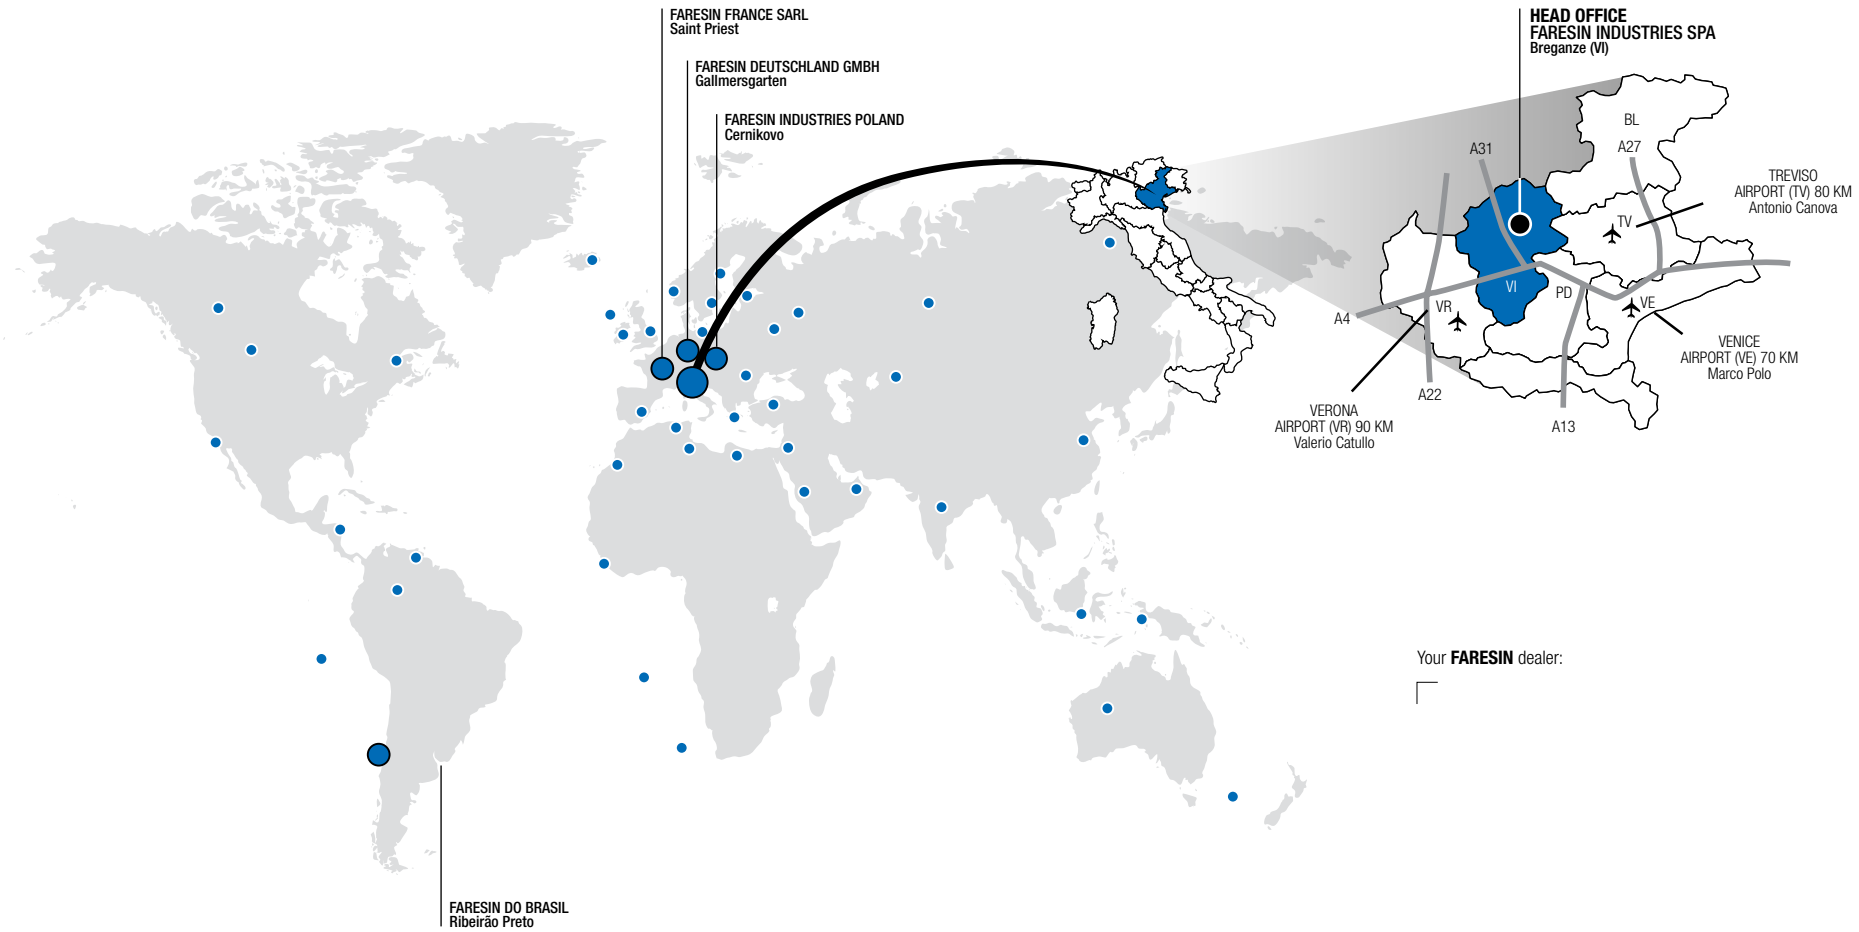 FARESIN FRANCE SARL
Saint Priest
FARESIN DEUTSCHLAND GMBH
Gallmersgarten
FARESIN INDUSTRIES POLAND
Cernikovo
HEAD OFFICE
FARESIN INDUSTRIES SPA
Breganze (VI)
BL
A27
A31
TREVISO
AIRPORT (TV) 80 KM
Antonio Canova
TV
VI
PD
VE
VR
A4
VENICE
AIRPORT (VE) 70 KM
Marco Polo
A22
VERONA
AIRPORT (VR) 90 KM
Valerio Catullo
A13
Your FARESIN dealer:
FARESIN DO BRASIL
Ribeirão Preto